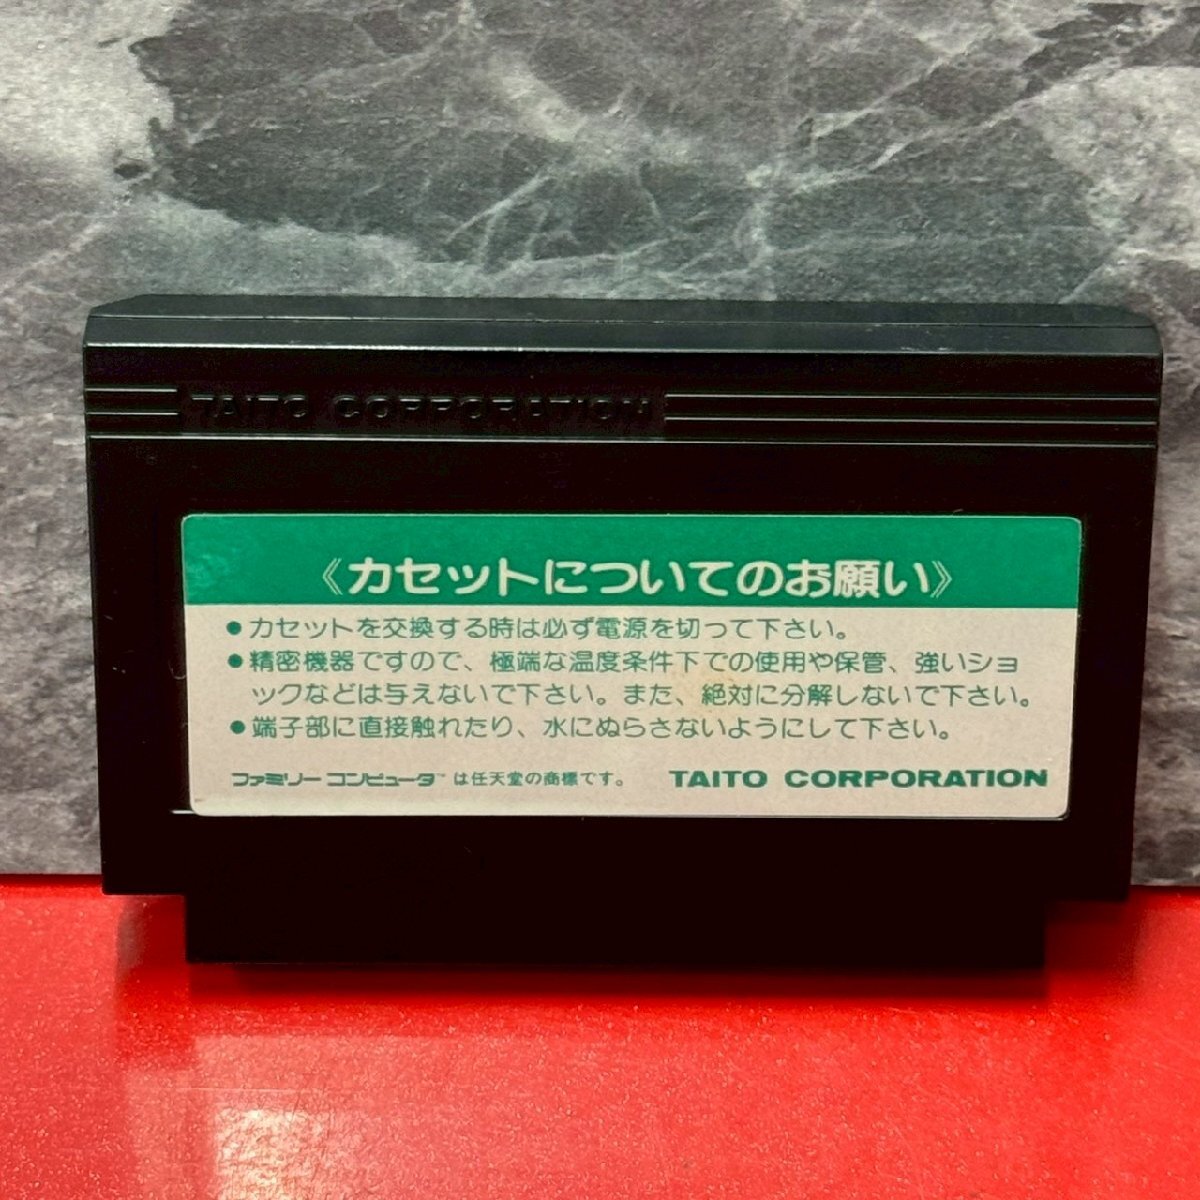 TAITO CORPORATION
《カセットについてのお願い》
●カセットを交換する時は必ず電源を切って下さい。
●精密機器ですので、極端な温度条件下での使用や保管、強いショ
ックなどは与えないで下さい。また、絶対に分解しないで下さい。
●端子部に直接触れたり、水にぬらさないようにして下さい。
ファミリーコンピュータ™は任天堂の商標です。 TAITO CORPORATION